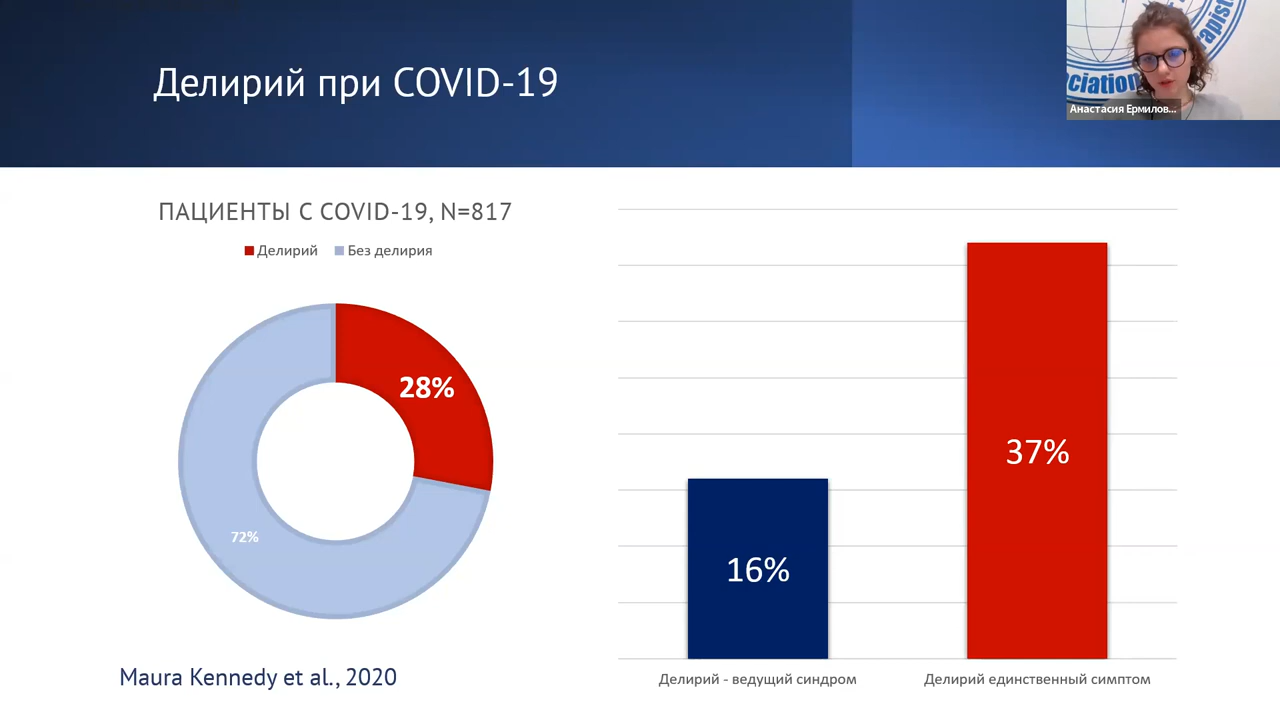 Делирий при COVID-19
ciation
rapist
Анастасия Ермилов...
ПАЦИЕНТЫ С COVID-19, N=817
Делирий
Без делирия
28%
72%
37%
16%
Делирий - ведущий синдром
Делирий единственный симптом
Maura Kennedy et al., 2020